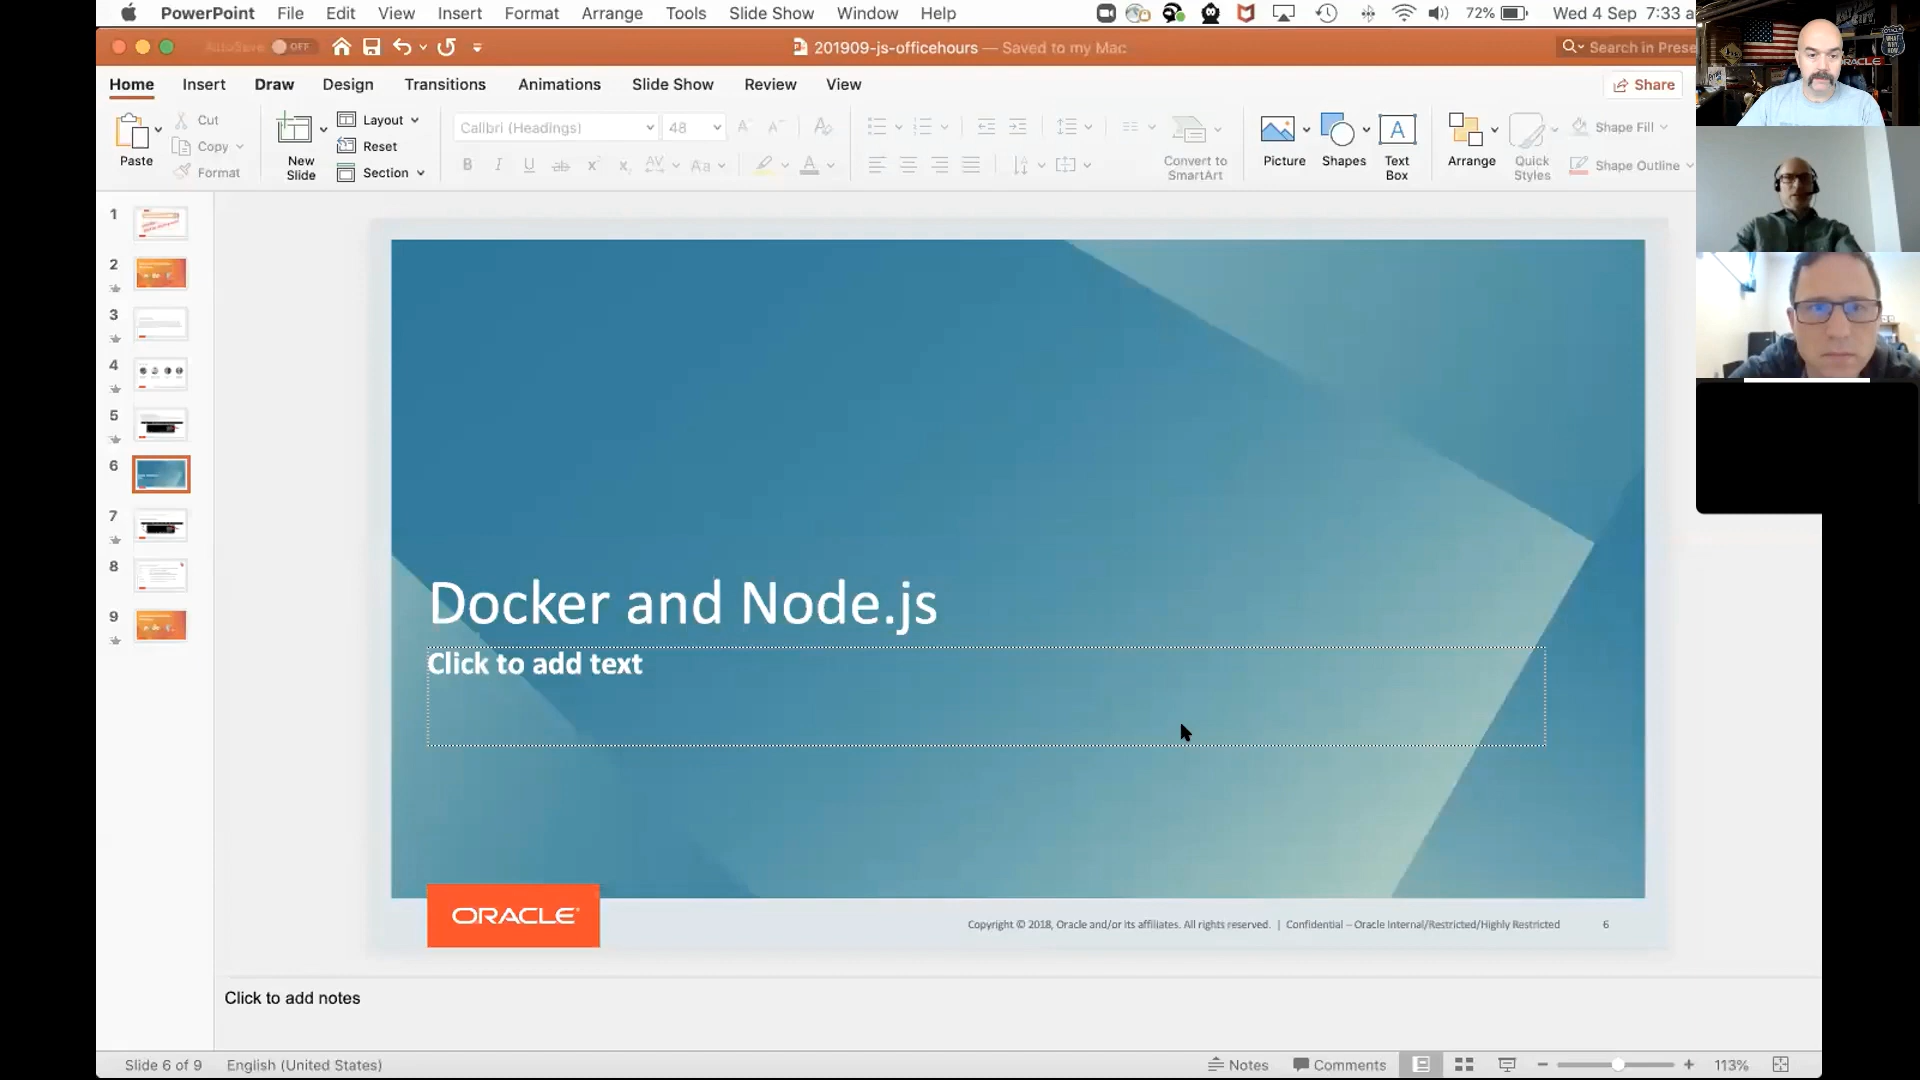 PowerPoint File Edit View Insert Format Arrange Tools Slide Show Window Help 72% Wed 4 Sep 7:33 a
AutoSave OFF 201909-js-officehours — Saved to my Mac Search in Prese
Home Insert Draw Design Transitions Animations Slide Show Review View Share
Paste
Cut
Copy
Format
New Slide
Layout
Reset
Section
Calibri (Headings) 48
Convert to SmartArt
Picture
Shapes
Text Box
Arrange
Quick Styles
Shape Fill
Shape Outline
1
2
3
4
5
6
7
8
9
Docker and Node.js
Click to add text
ORACLE
Copyright © 2018, Oracle and/or its affiliates. All rights reserved. | Confidential – Oracle Internal/Restricted/Highly Restricted 6
Click to add notes
Slide 6 of 9 English (United States) Notes Comments 113%